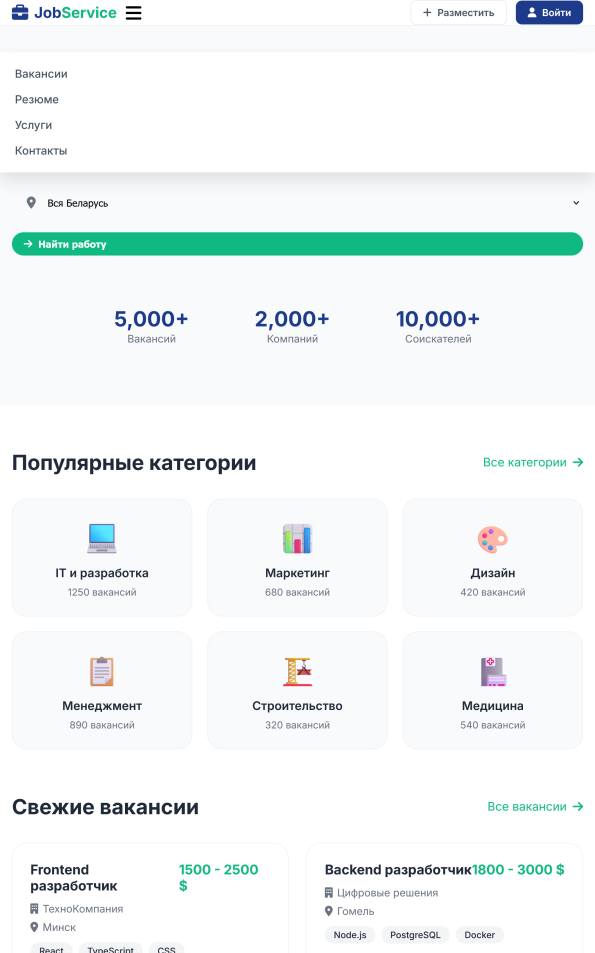 JobService
+ Разместить
Войти
Вакансии
Резюме
Услуги
Контакты
Вся Беларусь
→ Найти работу
5,000+ 2,000+ 10,000+
Вакансий Компаний Соискателей
Популярные категории
Все категории →
IT и разработка
1250 вакансий
Маркетинг
680 вакансий
Дизайн
420 вакансий
Менеджмент
890 вакансий
Строительство
320 вакансий
Медицина
540 вакансий
Свежие вакансии
Все вакансии →
Frontend
разработчик
1500 - 2500
$
ТехноКомпания
Минск
React TypeScript CSS
Backend разработчик 1800 - 3000 $
Цифровые решения
Гомель
Node.js PostgreSQL Docker